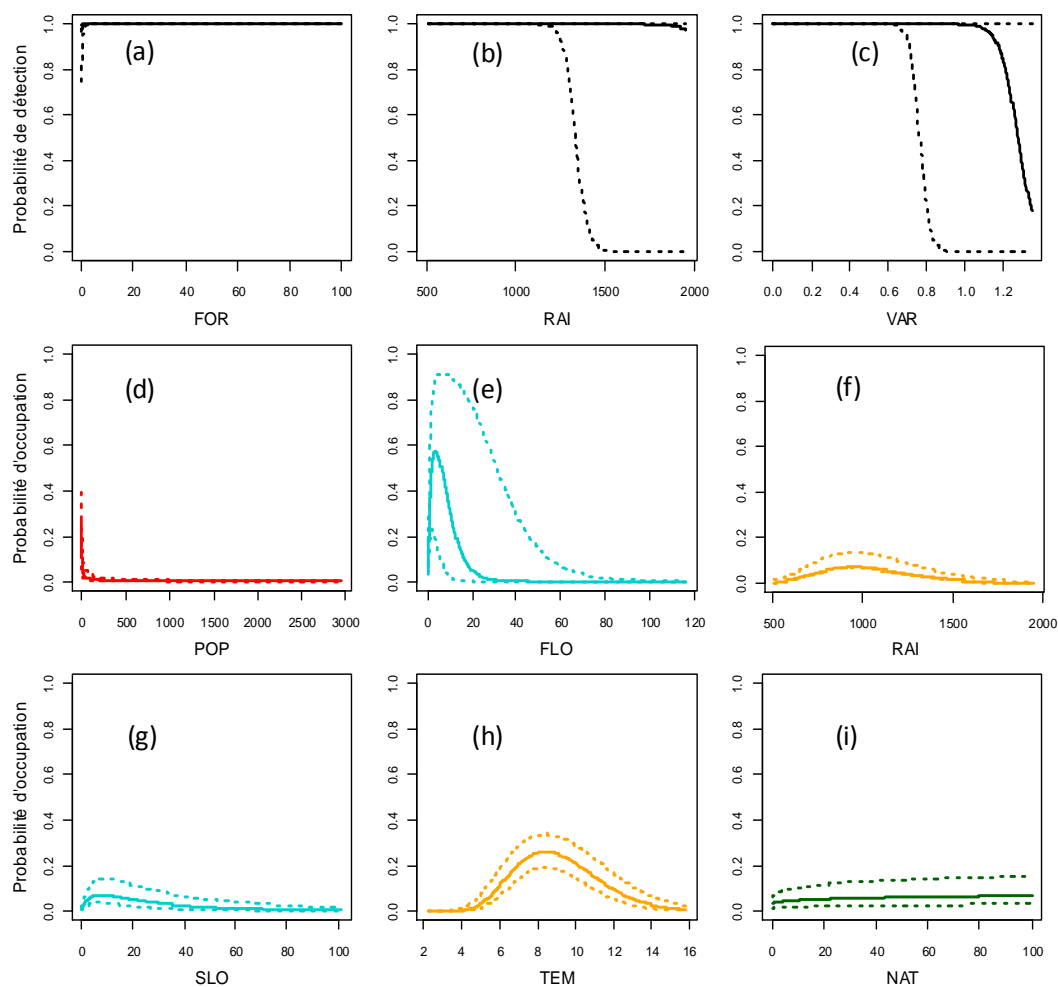 Probabilité de détection
0.0 0.2 0.4 0.6 0.8 1.0
(a)
0 20 40 60 80 100
FOR
0.0 0.2 0.4 0.6 0.8 1.0
(b)
500 1000 1500 2000
RAI
0.0 0.2 0.4 0.6 0.8 1.0
(c)
0.0 0.2 0.4 0.6 0.8 1.0 1.2
VAR
Probabilité d'occupation
0.0 0.2 0.4 0.6 0.8 1.0
(d)
0 500 1000 1500 2000 2500 3000
POP
0.0 0.2 0.4 0.6 0.8 1.0
(e)
0 20 40 60 80 100 120
FLO
0.0 0.2 0.4 0.6 0.8 1.0
(f)
500 1000 1500 2000
RAI
Probabilité d'occupation
0.0 0.2 0.4 0.6 0.8 1.0
(g)
0 20 40 60 80 100
SLO
0.0 0.2 0.4 0.6 0.8 1.0
(h)
2 4 6 8 10 12 14 16
TEM
0.0 0.2 0.4 0.6 0.8 1.0
(i)
0 20 40 60 80 100
NAT